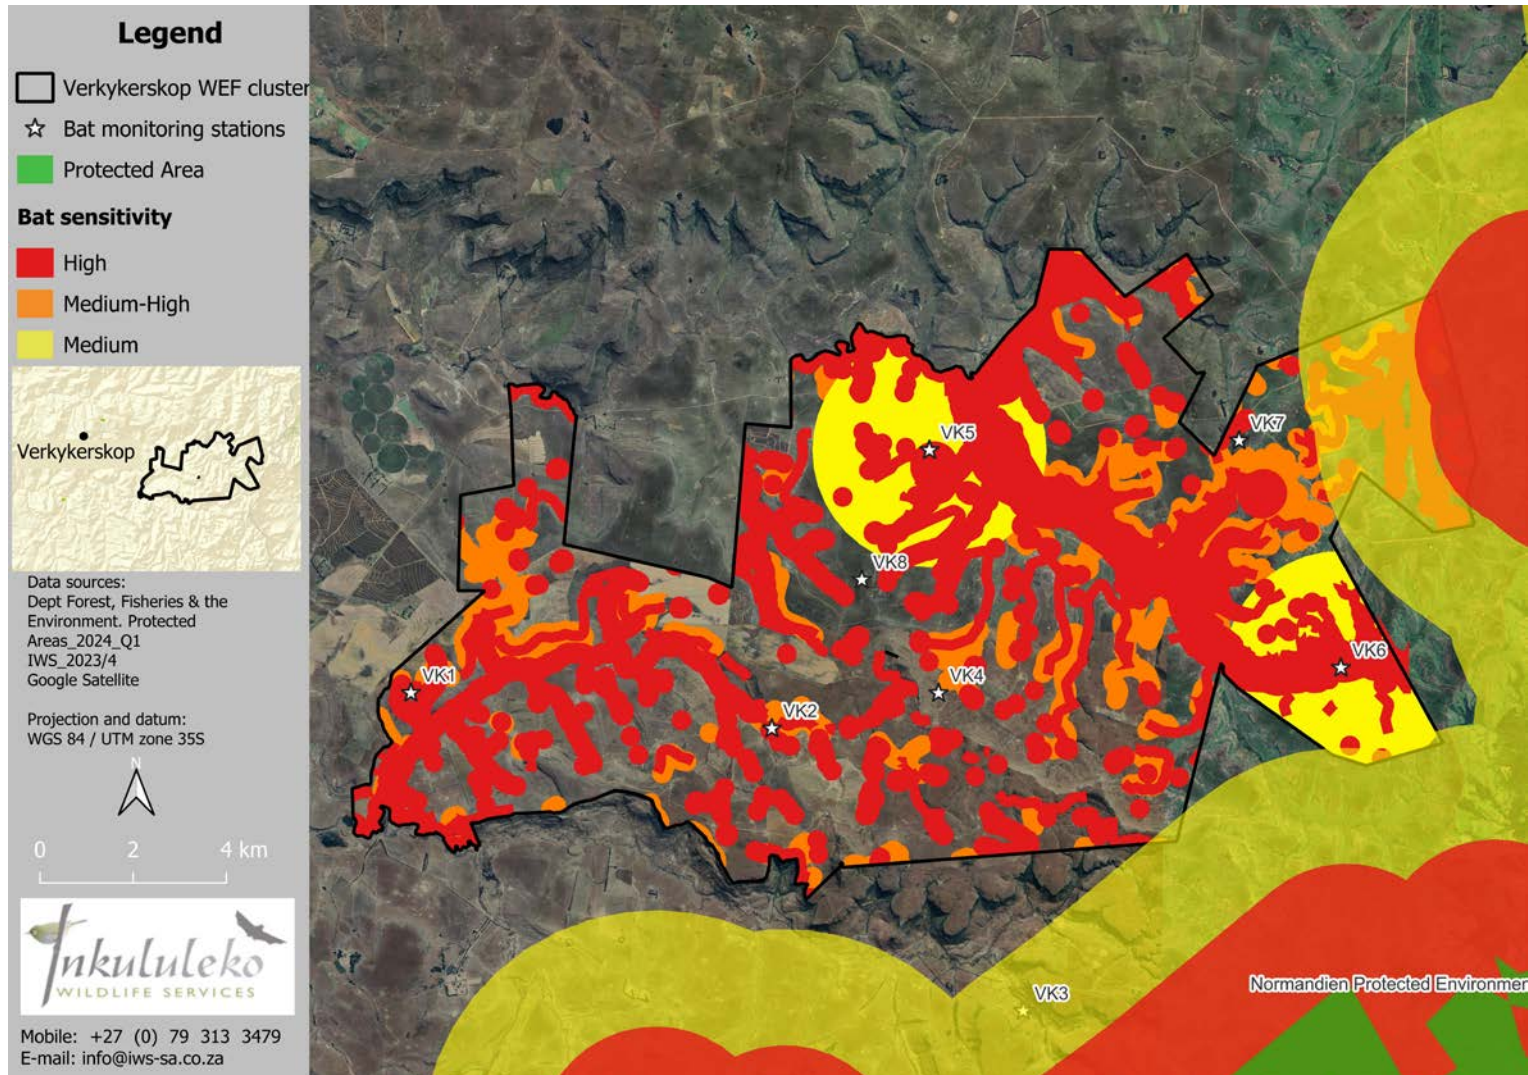 Legend
Verkykerskop WEF cluster
Bat monitoring stations
Protected Area
Bat sensitivity
High
Medium-High
Medium
Verkykerskop
Data sources:
Dept Forest, Fisheries & the
Environment. Protected
Areas_2024_Q1
IWS_2023/4
Google Satellite
Projection and datum:
WGS 84 / UTM zone 35S
N
0 2 4 km
Inkululeko
WILDLIFE SERVICES
Mobile: +27 (0) 79 313 3479
E-mail: info@iws-sa.co.za
VK5
VK7
VK8
VK6
VK1
VK4
VK2
VK3
Normandien Protected Environmen